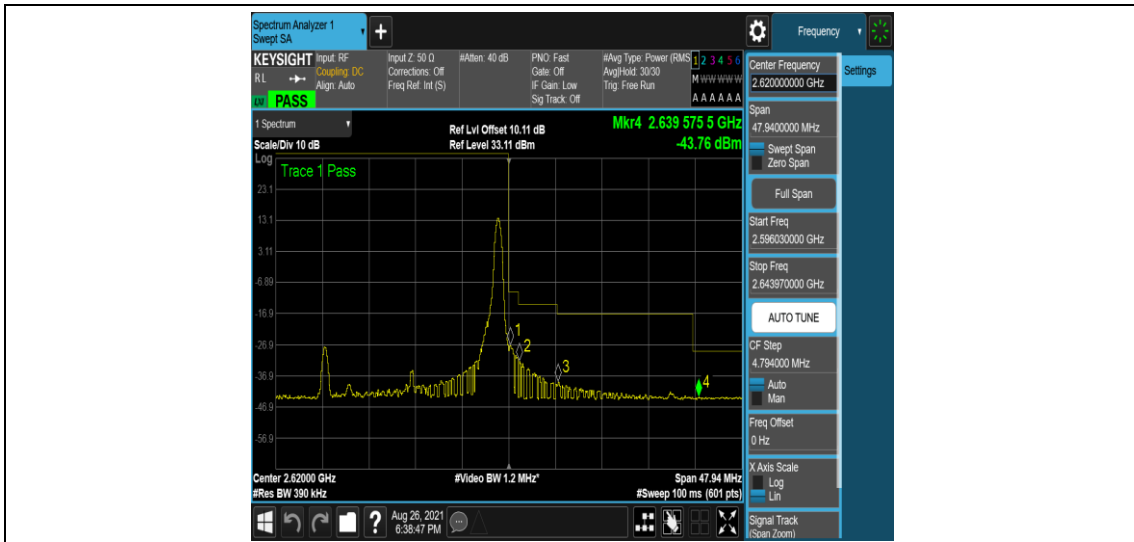 Spectrum Analyzer 1
Swept SA
+
Frequency
KEYSIGHT
RL
LM PASS
Input: RF
Coupling: DC
Align: Auto
Input Z: 50 Ω
Corrections: Off
Freq Ref: Int (S)
#Atten: 40 dB
PNO: Fast
Gate: Off
IF Gain: Low
Sig Track: Off
#Avg Type: Power (RMS
Avg|Hold: 30/30
Trig: Free Run
1 2 3 4 5 6
M W W W W W
A A A A A A
1 Spectrum
Scale/Div 10 dB
Ref Lvl Offset 10.11 dB
Ref Level 33.11 dBm
Mkr4 2.639 575 5 GHz
-43.76 dBm
Log
Trace 1 Pass
23.1
13.1
3.11
-6.89
-16.9
-26.9
-36.9
-46.9
-56.9
1
2
3
4
Center 2.62000 GHz
#Res BW 390 kHz
#Video BW 1.2 MHz*
Span 47.94 MHz
#Sweep 100 ms (601 pts)
?
Aug 26, 2021
6:38:47 PM
Center Frequency
2.620000000 GHz
Settings
Span
47.9400000 MHz
Swept Span
Zero Span
Full Span
Start Freq
2.596030000 GHz
Stop Freq
2.643970000 GHz
AUTO TUNE
CF Step
4.794000 MHz
Auto
Man
Freq Offset
0 Hz
X Axis Scale
Log
Lin
Signal Track
(Span Zoom)